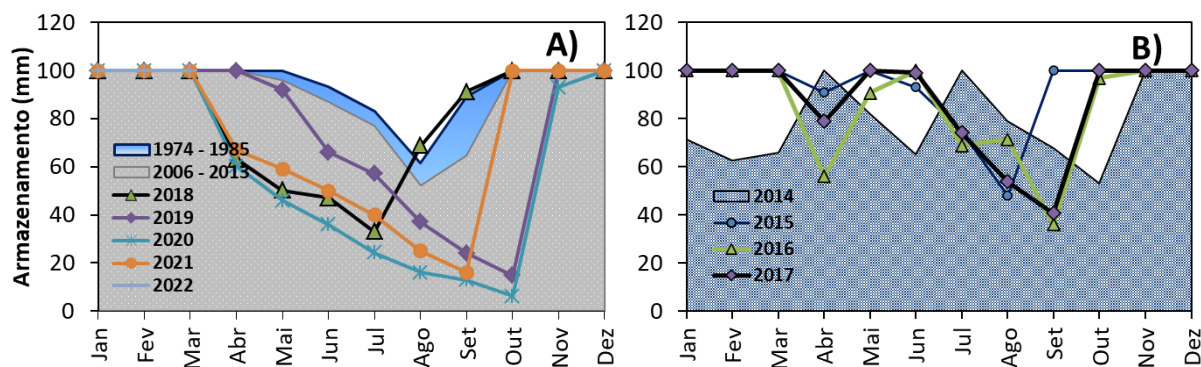 Armazenamento (mm)
120
100
80
60
40
20
0
A)
1974 - 1985
2006 - 2013
2018
2019
2020
2021
2022
Jan
Fev
Mar
Abr
Mai
Jun
Jul
Ago
Set
Out
Nov
Dez
120
100
80
60
40
20
0
B)
2014
2015
2016
2017
Jan
Fev
Mar
Abr
Mai
Jun
Jul
Ago
Set
Out
Nov
Dez